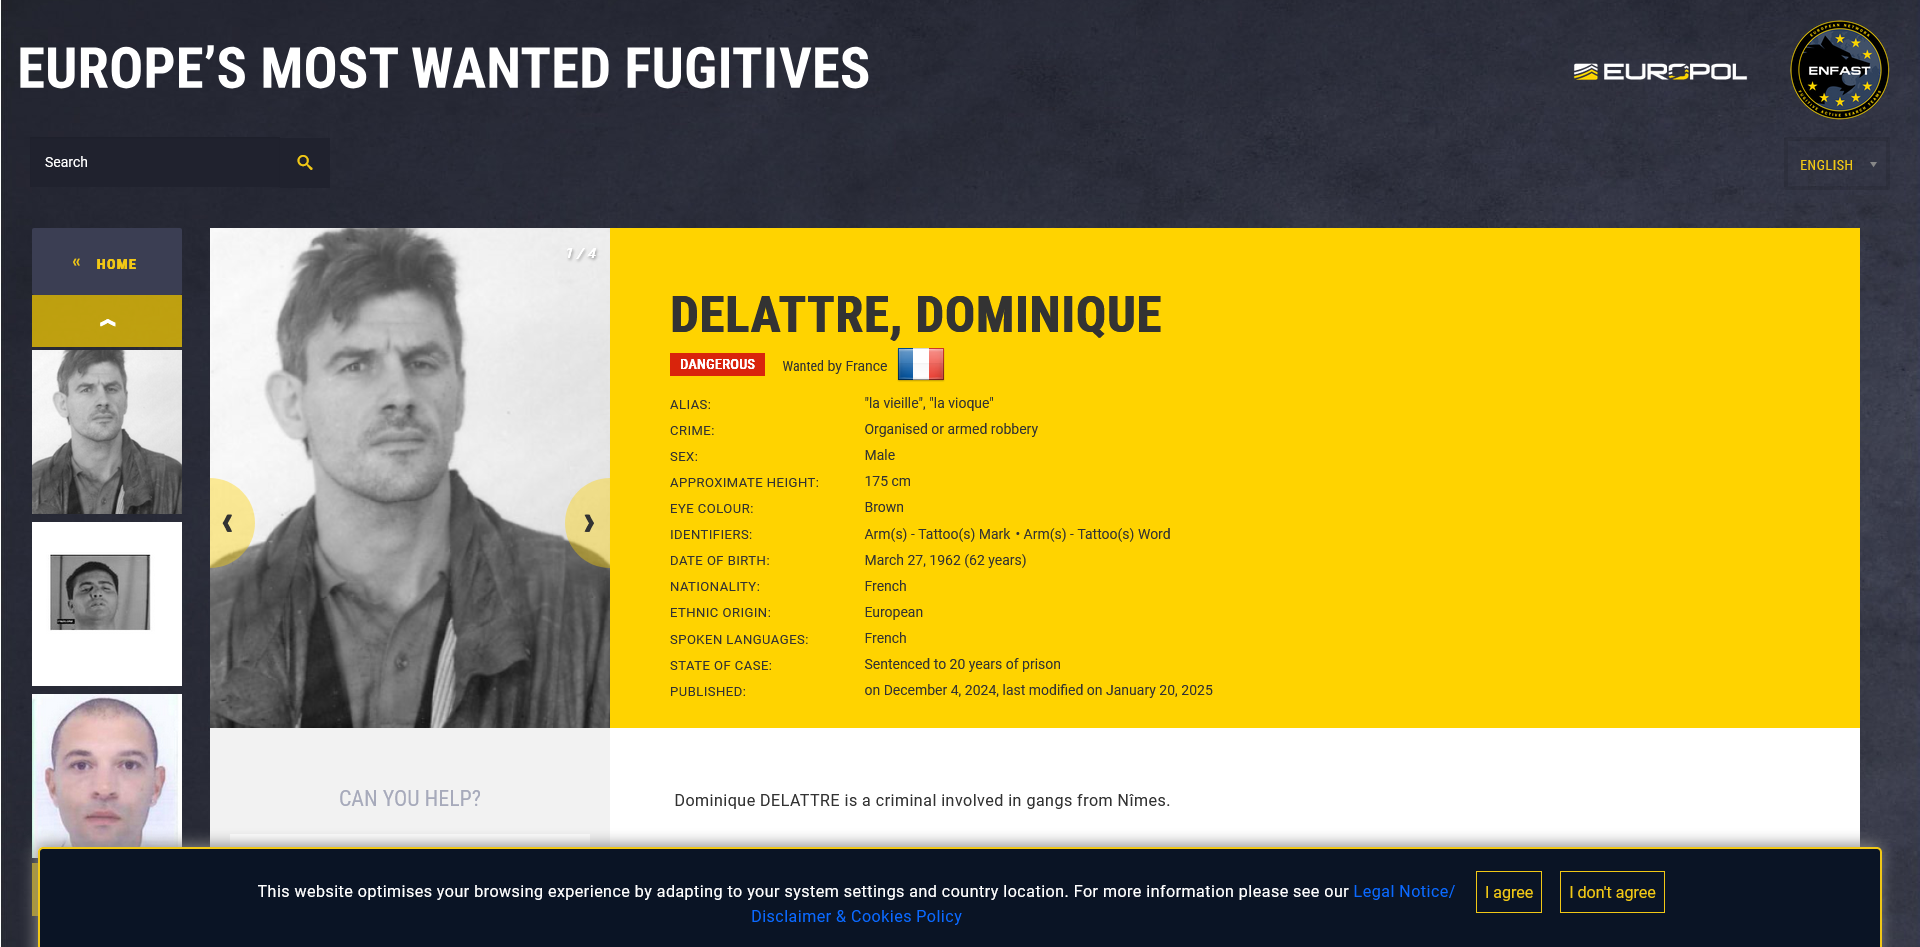 EUROPE’S MOST WANTED FUGITIVES
EUROPOL
ENFAST
Search
ENGLISH
« HOME
1 / 4
DELATTRE, DOMINIQUE
DANGEROUS Wanted by France
ALIAS: "la vieille", "la vioque"
CRIME: Organised or armed robbery
SEX: Male
APPROXIMATE HEIGHT: 175 cm
EYE COLOUR: Brown
IDENTIFIERS: Arm(s) - Tattoo(s) Mark • Arm(s) - Tattoo(s) Word
DATE OF BIRTH: March 27, 1962 (62 years)
NATIONALITY: French
ETHNIC ORIGIN: European
SPOKEN LANGUAGES: French
STATE OF CASE: Sentenced to 20 years of prison
PUBLISHED: on December 4, 2024, last modified on January 20, 2025
CAN YOU HELP?
Dominique DELATTRE is a criminal involved in gangs from Nîmes.
This website optimises your browsing experience by adapting to your system settings and country location. For more information please see our Legal Notice/
Disclaimer & Cookies Policy
I agree
I don't agree